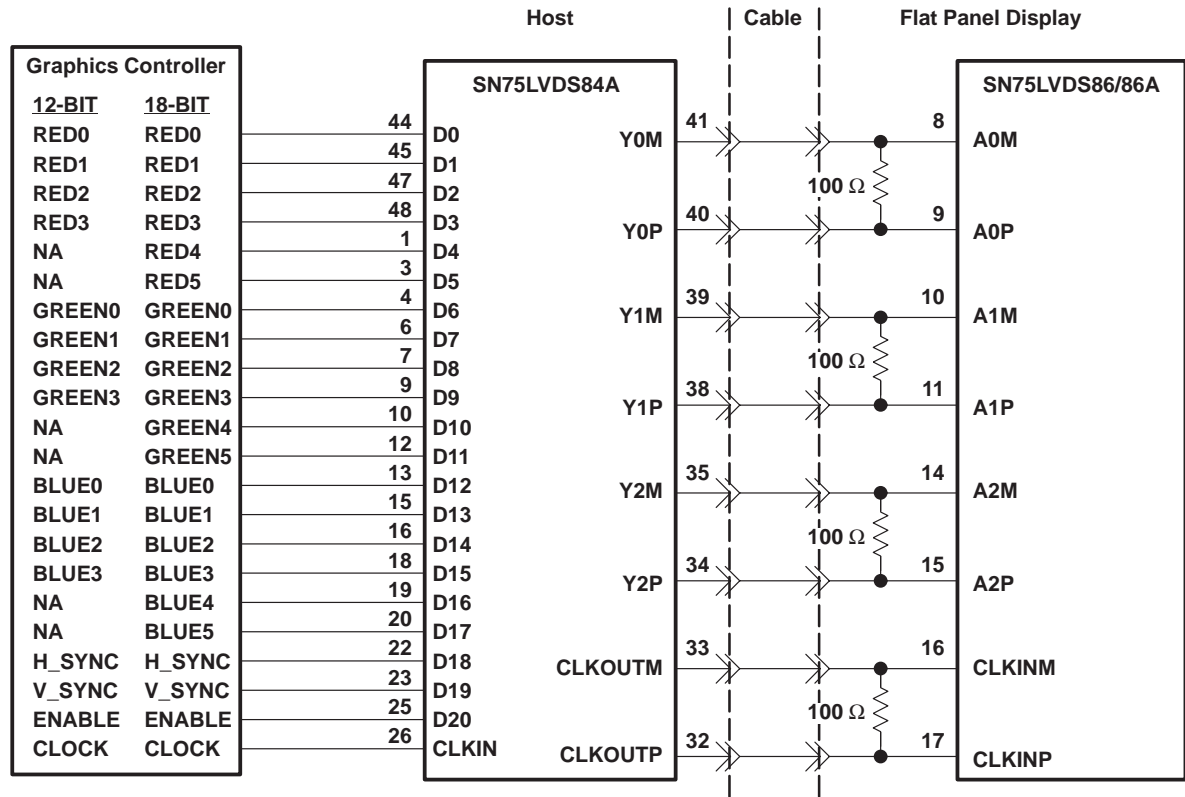 Host Cable Flat Panel Display
Graphics Controller
SN75LVDS84A
SN75LVDS86/86A
12-BIT 18-BIT
RED0 RED0 44 D0
RED1 RED1 45 D1
RED2 RED2 47 D2
RED3 RED3 48 D3
NA RED4 1 D4
NA RED5 3 D5
GREEN0 GREEN0 4 D6
GREEN1 GREEN1 6 D7
GREEN2 GREEN2 7 D8
GREEN3 GREEN3 9 D9
NA GREEN4 10 D10
NA GREEN5 12 D11
BLUE0 BLUE0 13 D12
BLUE1 BLUE1 15 D13
BLUE2 BLUE2 16 D14
BLUE3 BLUE3 18 D15
NA BLUE4 19 D16
NA BLUE5 20 D17
H_SYNC H_SYNC 22 D18
V_SYNC V_SYNC 23 D19
ENABLE ENABLE 25 D20
CLOCK CLOCK 26 CLKIN
Y0M 41 8 A0M
100 Ω
Y0P 40 9 A0P
Y1M 39 10 A1M
100 Ω
Y1P 38 11 A1P
Y2M 35 14 A2M
100 Ω
Y2P 34 15 A2P
CLKOUTM 33 16 CLKINM
100 Ω
CLKOUTP 32 17 CLKINP